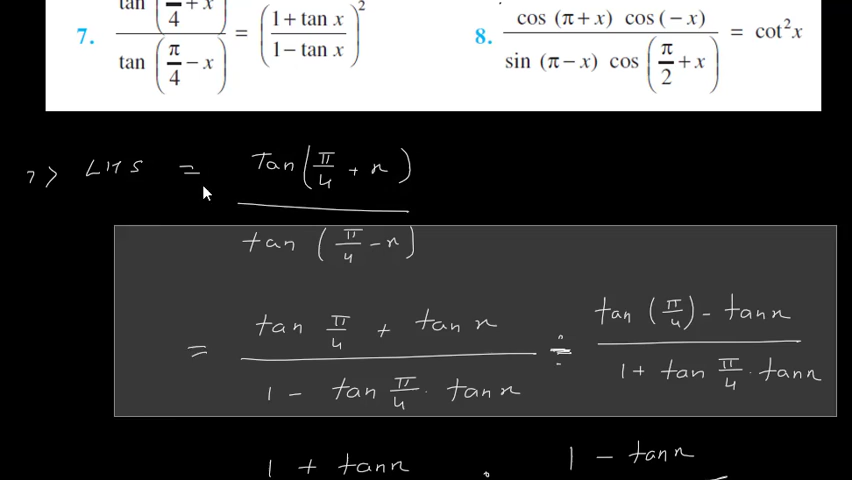 7. tan(π/4 + x) / tan(π/4 − x) = ((1 + tan x)/(1 − tan x))²
8. cos (π + x) cos (−x) / sin (π − x) cos (π/2 + x) = cot² x
7> LHS = Tan(π/4 + x) / tan(π/4 − x)
= (tan π/4 + tan x)/(1 − tan π/4 . tan x) ÷ (tan(π/4) − tan x)/(1 + tan π/4 . tan x)
1 + tan x 1 − tan x